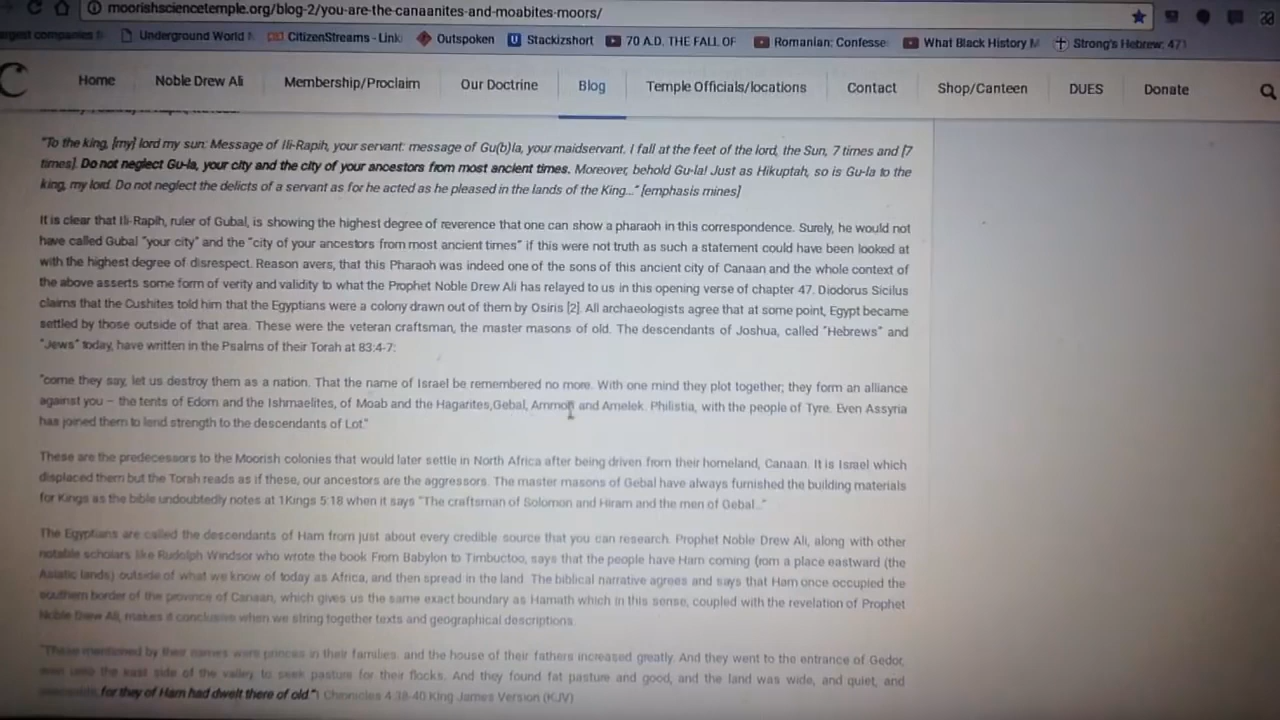 moorishsciencetemple.org/blog-2/you-are-the-canaanites-and-moabites-moors/
argest companies Underground World CitizenStreams - Link Outspoken Stackizshort 70 A.D. THE FALL OF Romanian: Confesse What Black History M Strong's Hebrew: 471
Home Noble Drew Ali Membership/Proclaim Our Doctrine Blog Temple Officials/locations Contact Shop/Canteen DUES Donate
"To the king, [my] lord my sun: Message of Ili-Rapih, your servant: message of Gu(b)la, your maidservant. I fall at the feet of the lord, the Sun, 7 times and [7
times]. Do not neglect Gu-la, your city and the city of your ancestors from most ancient times. Moreover, behold Gu-la! Just as Hikuptah, so is Gu-la to the
king, my lord. Do not neglect the delicts of a servant as for he acted as he pleased in the lands of the King..." [emphasis mines]
It is clear that Ili-Rapih, ruler of Gubal, is showing the highest degree of reverence that one can show a pharaoh in this correspondence. Surely, he would not
have called Gubal "your city" and the "city of your ancestors from most ancient times" if this were not truth as such a statement could have been looked at
with the highest degree of disrespect. Reason avers, that this Pharaoh was indeed one of the sons of this ancient city of Canaan and the whole context of
the above asserts some form of verity and validity to what the Prophet Noble Drew Ali has relayed to us in this opening verse of chapter 47. Diodorus Sicilus
claims that the Cushites told him that the Egyptians were a colony drawn out of them by Osiris [2]. All archaeologists agree that at some point, Egypt became
settled by those outside of that area. These were the veteran craftsman, the master masons of old. The descendants of Joshua, called "Hebrews" and
"Jews" today, have written in the Psalms of their Torah at 83:4-7:
"come they say, let us destroy them as a nation. That the name of Israel be remembered no more. With one mind they plot together; they form an alliance
against you – the tents of Edom and the Ishmaelites, of Moab and the Hagarites,Gebal, Ammon and Amelek. Philistia, with the people of Tyre. Even Assyria
has joined them to lend strength to the descendants of Lot."
These are the predecessors to the Moorish colonies that would later settle in North Africa after being driven from their homeland, Canaan. It is Israel which
displaced them but the Torah reads as if these, our ancestors are the aggressors. The master masons of Gebal have always furnished the building materials
for Kings as the bible undoubtedly notes at 1Kings 5:18 when it says "The craftsman of Solomon and Hiram and the men of Gebal..."
The Egyptians are called the descendants of Ham from just about every credible source that you can research. Prophet Noble Drew Ali, along with other
notable scholars like Rudolph Windsor who wrote the book From Babylon to Timbuctoo, says that the people have Ham coming from a place eastward (the
Asiatic lands) outside of what we know of today as Africa, and then spread in the land. The biblical narrative agrees and says that Ham once occupied the
southern border of the province of Canaan, which gives us the same exact boundary as Hamath which in this sense, coupled with the revelation of Prophet
Noble Drew Ali, makes it conclusive when we string together texts and geographical descriptions.
"These mentioned by their names were princes in their families: and the house of their fathers increased greatly. And they went to the entrance of Gedor,
even unto the east side of the valley, to seek pasture for their flocks. And they found fat pasture and good, and the land was wide, and quiet, and
for they of Ham had dwelt there of old." 1 Chronicles 4:38-40 King James Version (KJV)